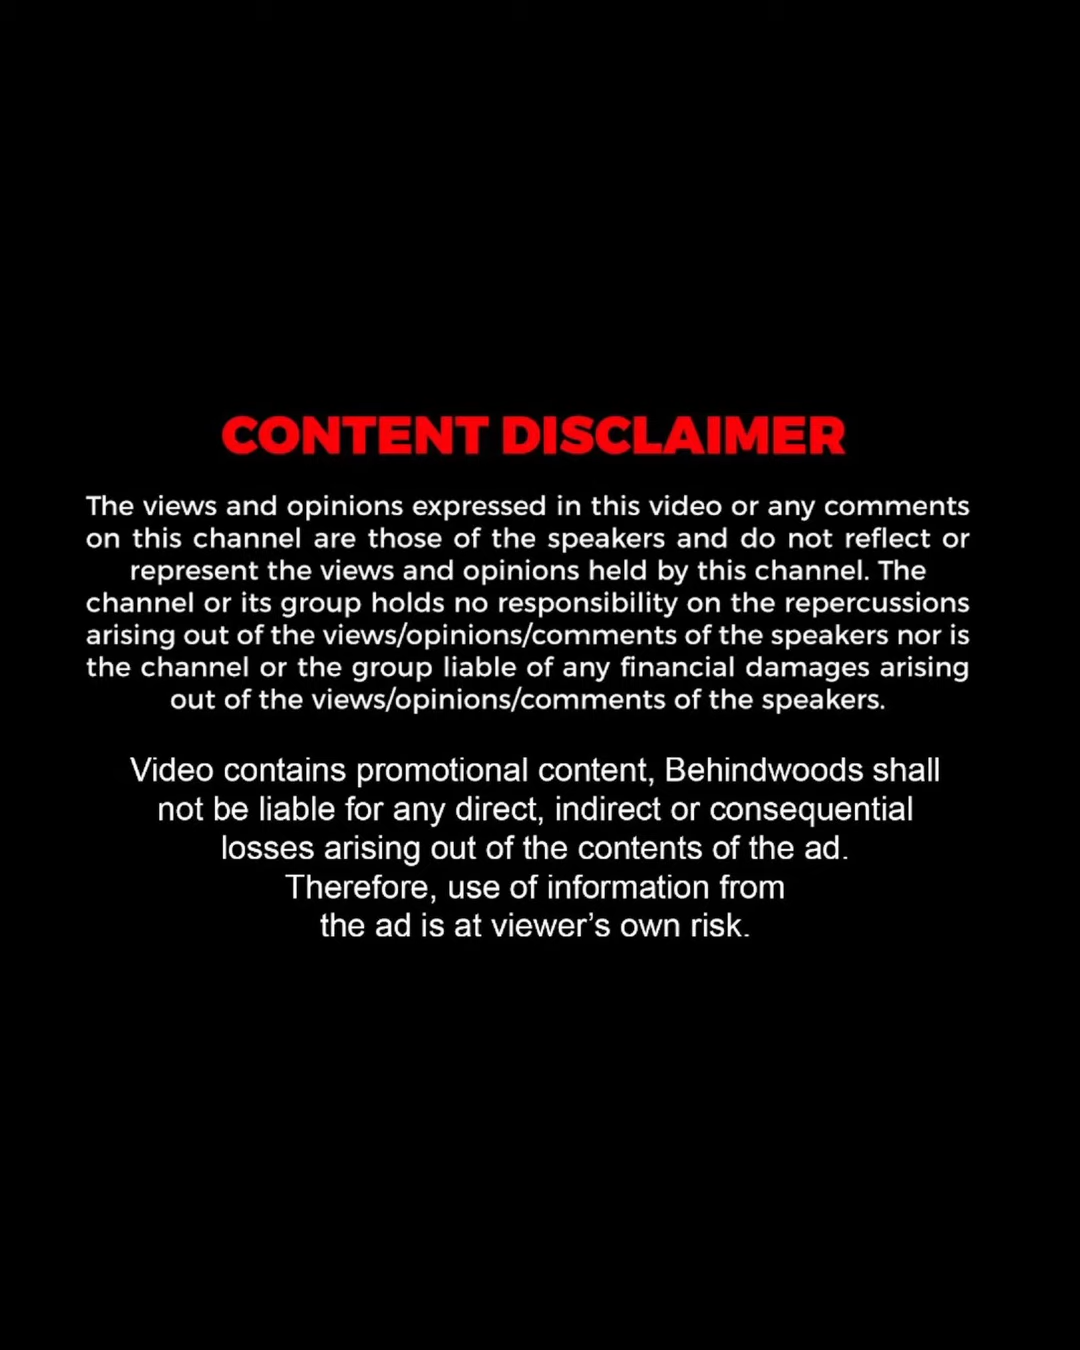 CONTENT DISCLAIMER
The views and opinions expressed in this video or any comments
on this channel are those of the speakers and do not reflect or
represent the views and opinions held by this channel. The
channel or its group holds no responsibility on the repercussions
arising out of the views/opinions/comments of the speakers nor is
the channel or the group liable of any financial damages arising
out of the views/opinions/comments of the speakers.
Video contains promotional content, Behindwoods shall
not be liable for any direct, indirect or consequential
losses arising out of the contents of the ad.
Therefore, use of information from
the ad is at viewer’s own risk.